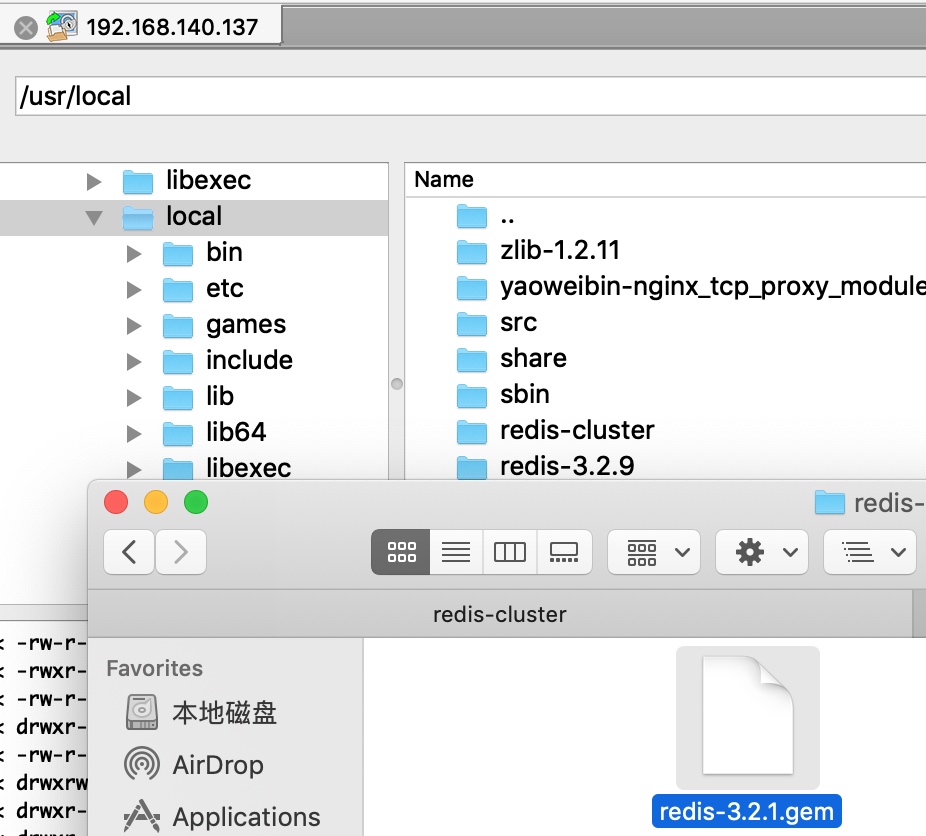 192.168.140.137
/usr/local
libexec
local
bin
etc
games
include
lib
lib64
libexec
Name
..
zlib-1.2.11
yaoweibin-nginx_tcp_proxy_module
src
share
sbin
redis-cluster
redis-3.2.9
redis-
redis-cluster
< -rw-r-
< -rwxr-
< -rw-r-
< drwxr-
< -rw-r-
< drwxrw
< drwxr-
Favorites
本地磁盘
AirDrop
Applications
redis-3.2.1.gem